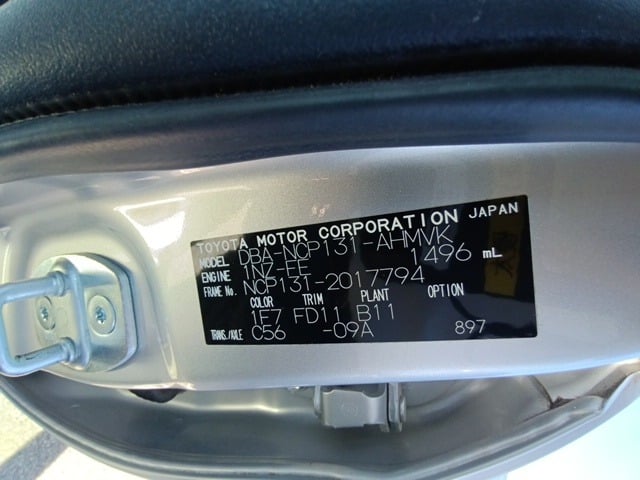 TOYOTA MOTOR CORPORATION JAPAN
MODEL DBA-NCP131-AHMVK
ENGINE 1NZ-FE 1496 mL
FRAME No. NCP131-2017794
COLOR TRIM PLANT OPTION
1F7 FD11 B11
TRANS./AXLE C56 -09A 897